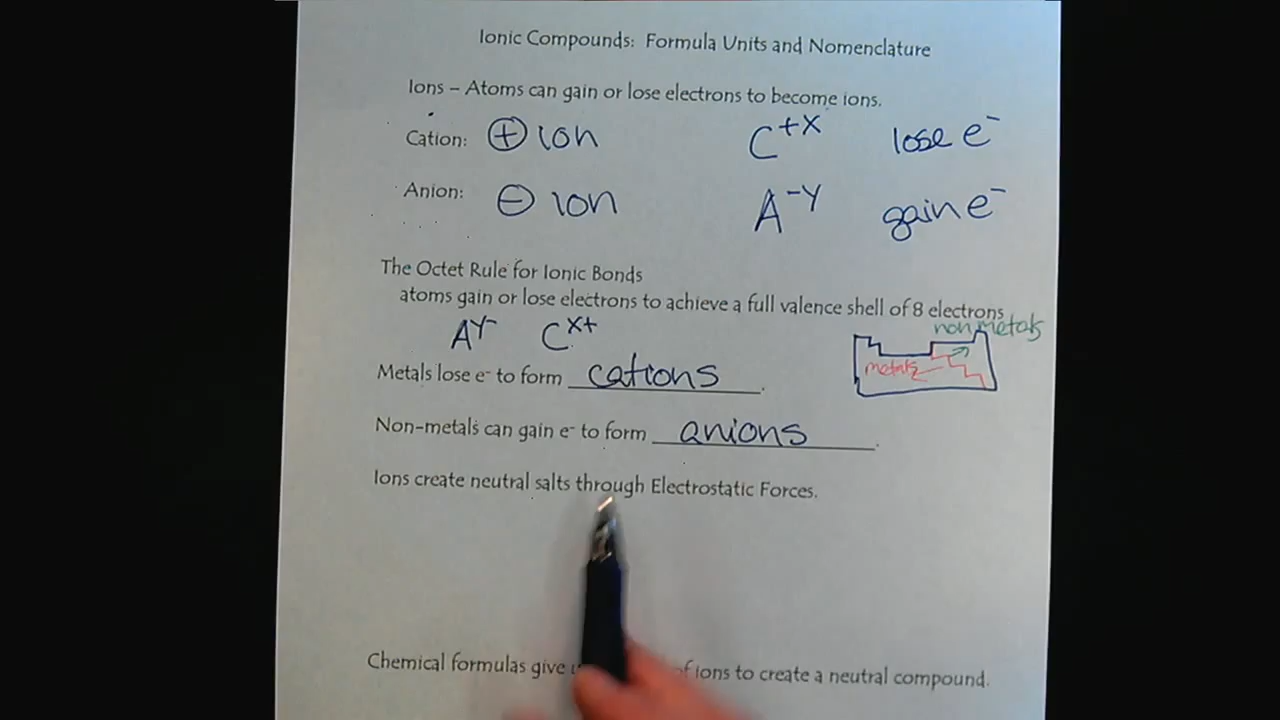 Ionic Compounds: Formula Units and Nomenclature
Ions – Atoms can gain or lose electrons to become ions.
Cation: ⊕ ion C⁺ˣ lose e⁻
Anion: ⊖ ion A⁻ʸ gain e⁻
The Octet Rule for Ionic Bonds
atoms gain or lose electrons to achieve a full valence shell of 8 electrons
nonmetals
Aʸ⁻ Cˣ⁺
metals
Metals lose e⁻ to form cations.
Non-metals can gain e⁻ to form anions.
Ions create neutral salts through Electrostatic Forces.
Chemical formulas give of ions to create a neutral compound.